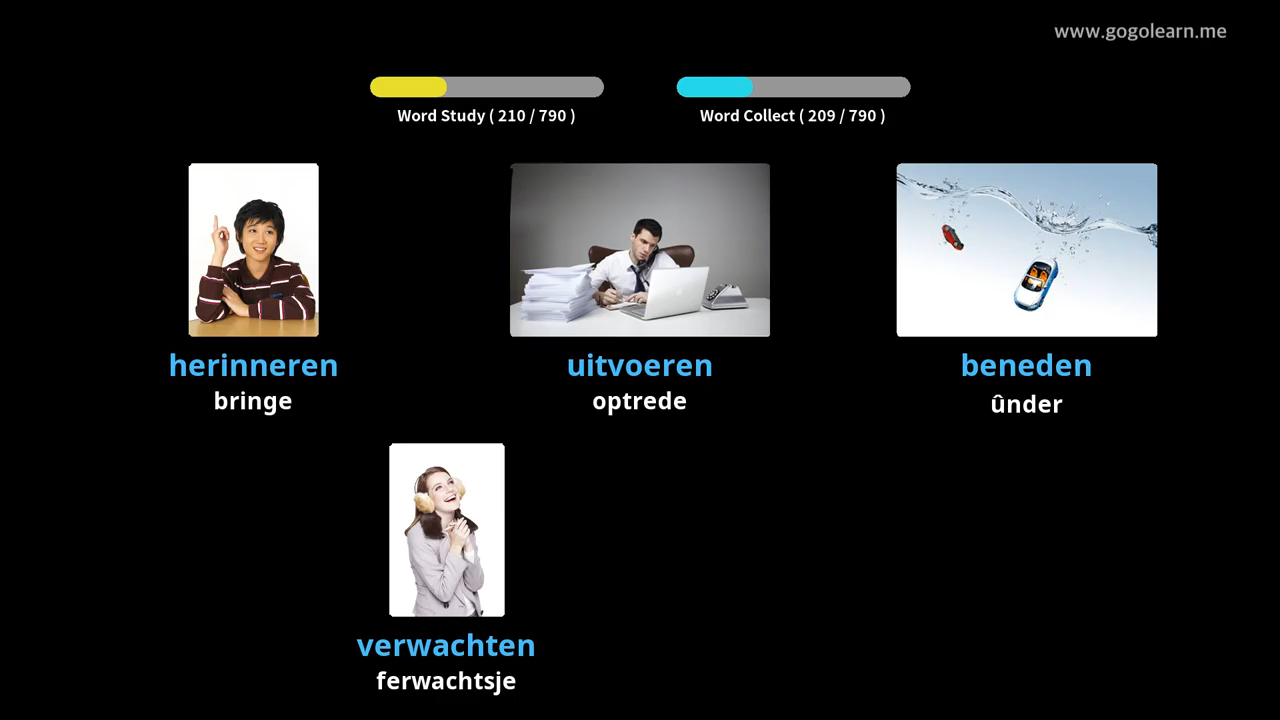 www.gogolearn.me
Word Study ( 210 / 790 )
Word Collect ( 209 / 790 )
herinneren
bringe
uitvoeren
optrede
beneden
ûnder
verwachten
ferwachtsje